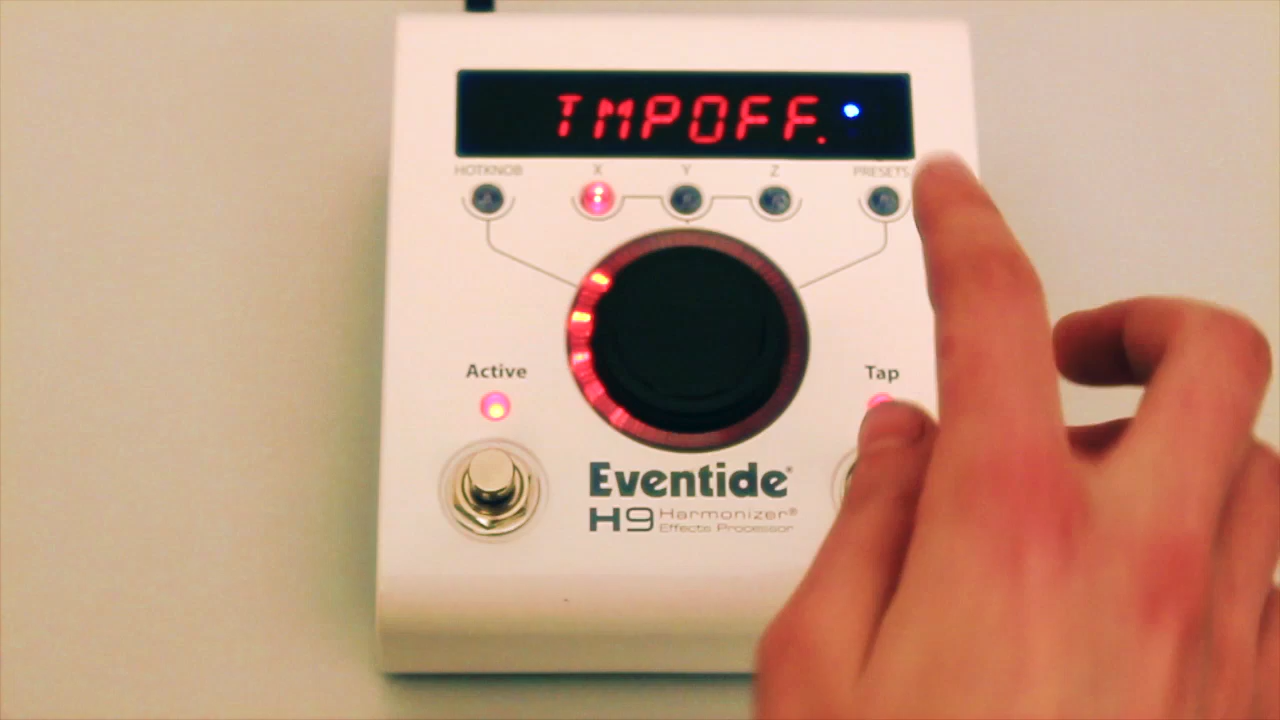 TMPOFF.
HOTKNOB X Y Z PRESETS
Active Tap
Eventide®
H9 Harmonizer®
Effects Processor